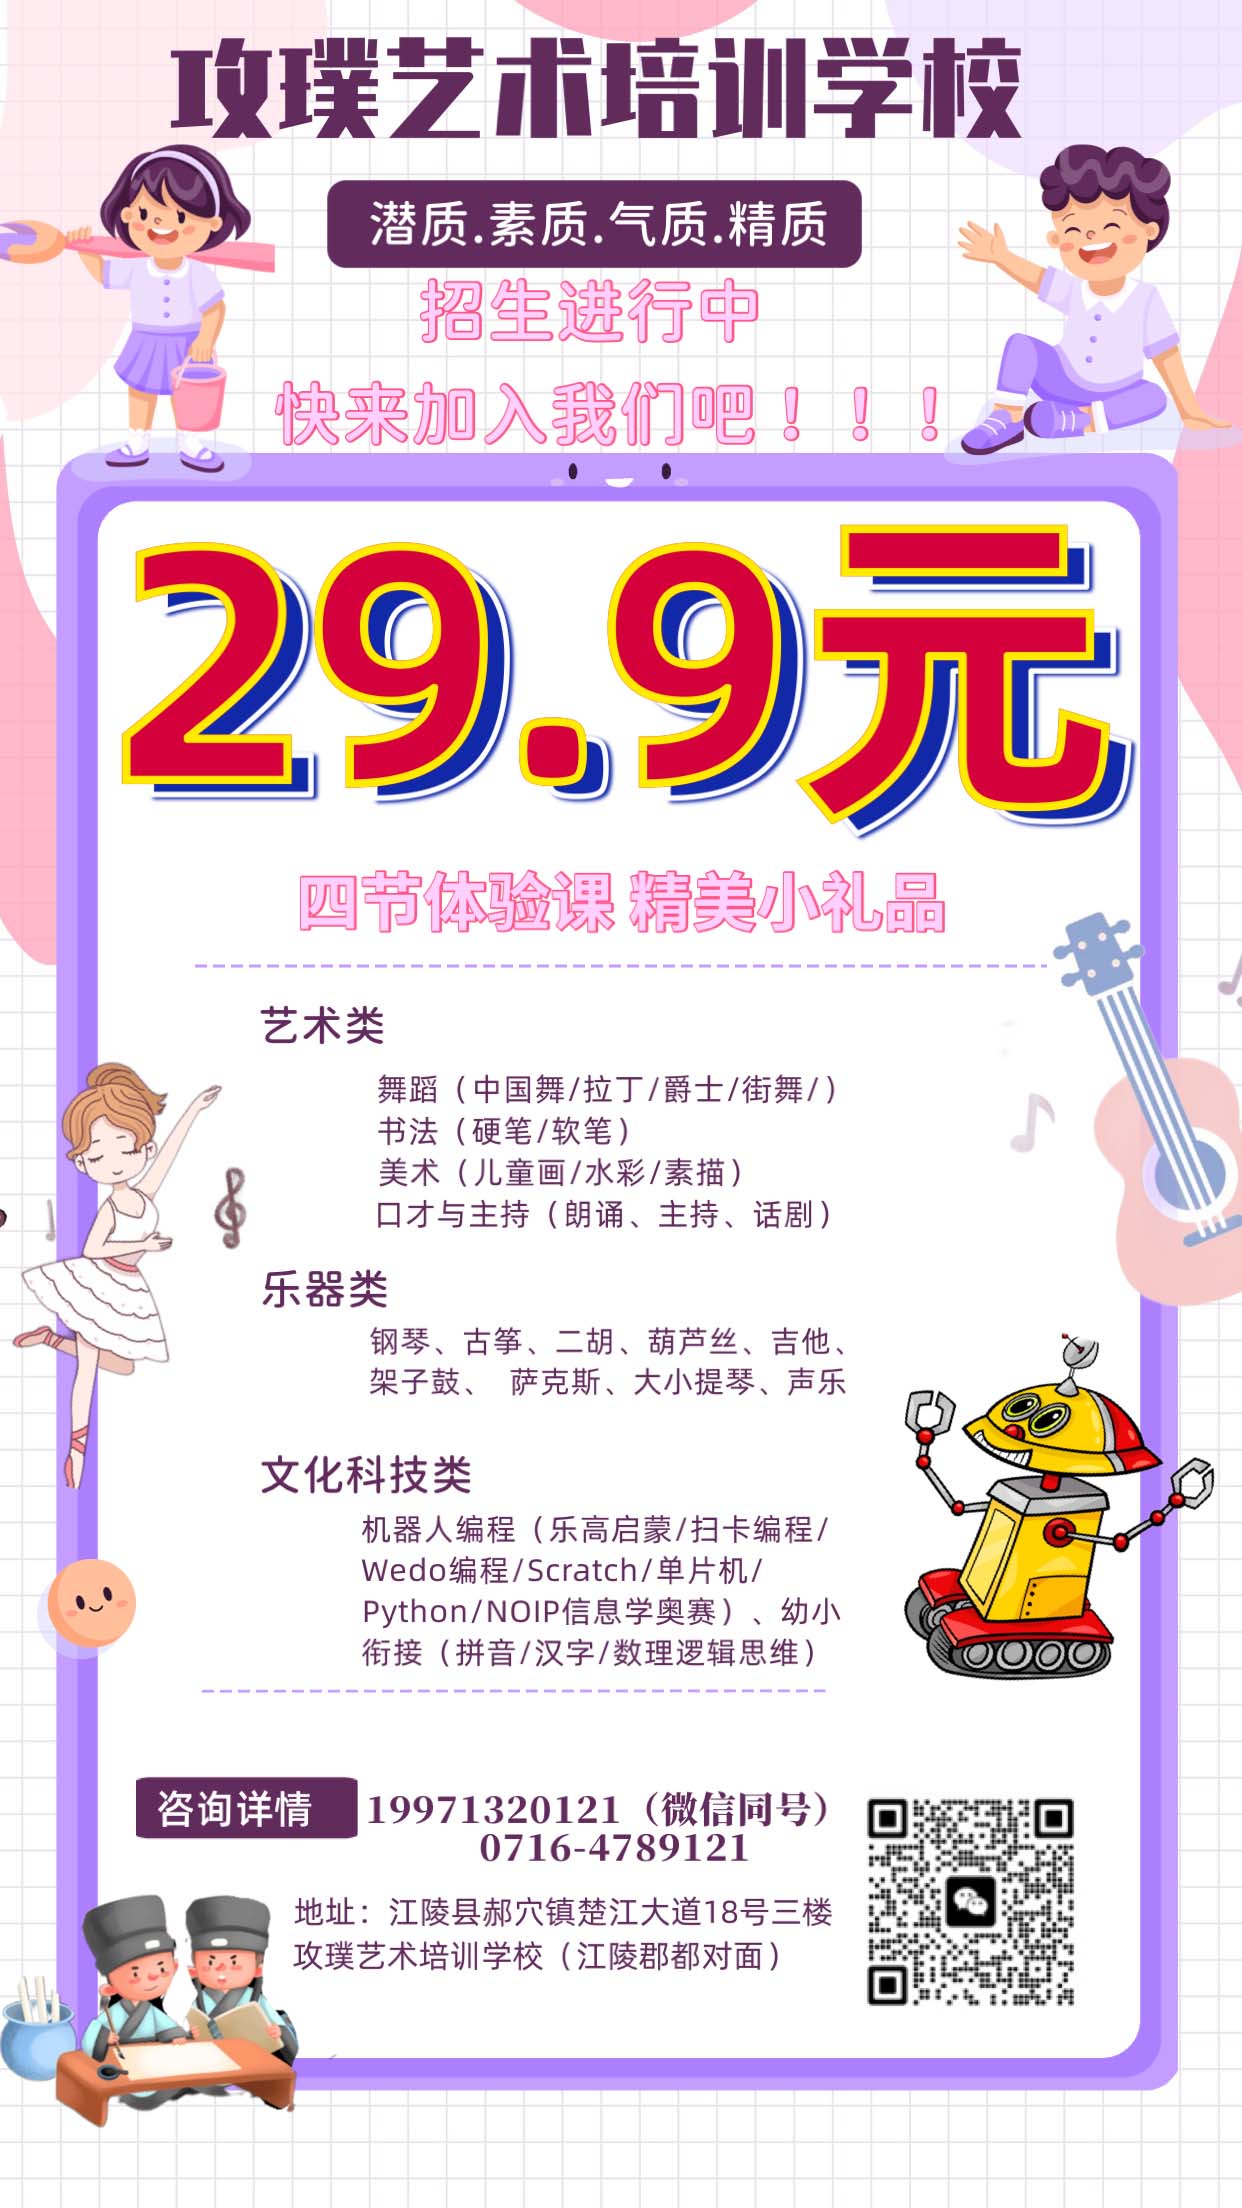 攻璞艺术培训学校
潜质.素质.气质.精质
招生进行中
快来加入我们吧！！！
29.9元
四节体验课 精美小礼品
艺术类
舞蹈（中国舞/拉丁/爵士/街舞/）
书法（硬笔/软笔）
美术（儿童画/水彩/素描）
口才与主持（朗诵、主持、话剧）
乐器类
钢琴、古筝、二胡、葫芦丝、吉他、
架子鼓、 萨克斯、大小提琴、声乐
文化科技类
机器人编程（乐高启蒙/扫卡编程/
Wedo编程/Scratch/单片机/
Python/NOIP信息学奥赛）、幼小
衔接（拼音/汉字/数理逻辑思维）
咨询详情 19971320121（微信同号）
0716-4789121
地址：江陵县郝穴镇楚江大道18号三楼
攻璞艺术培训学校（江陵郡都对面）